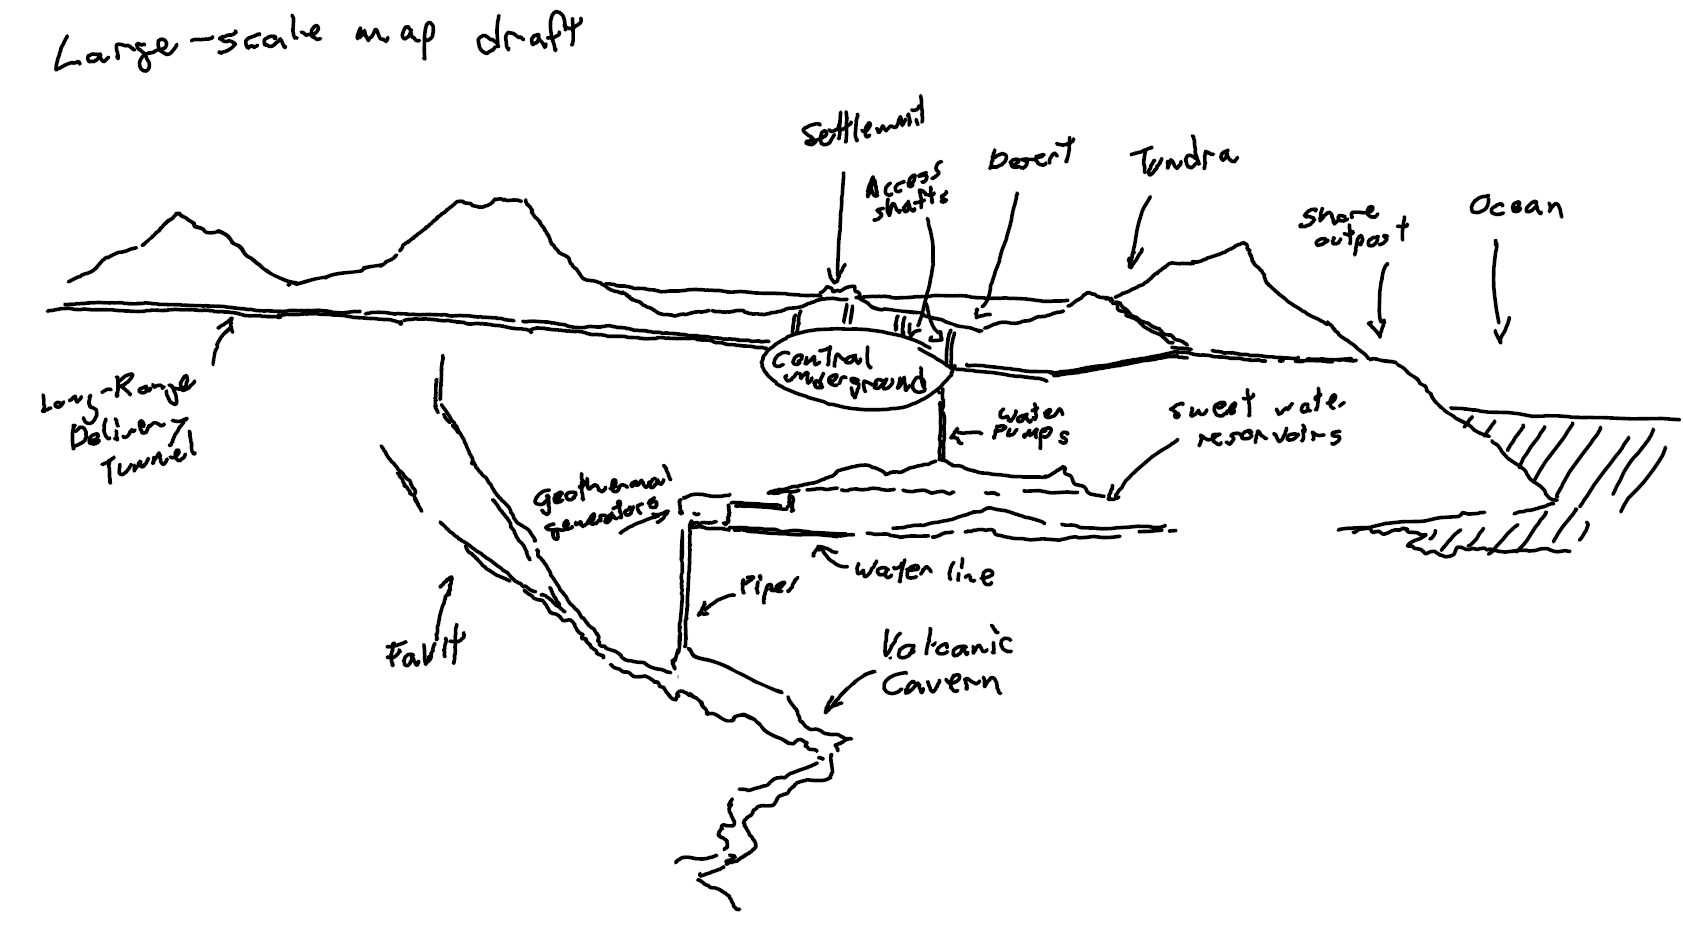 Large-scale map draft
Settlement
Access
shafts
Desert
Tundra
Shore
outpost
Ocean
Long-Range
Delivery
Tunnel
Central
underground
Water
Pumps
sweet water
reservoirs
Geothermal
generators
Water line
Pipes
Fault
Volcanic
Cavern